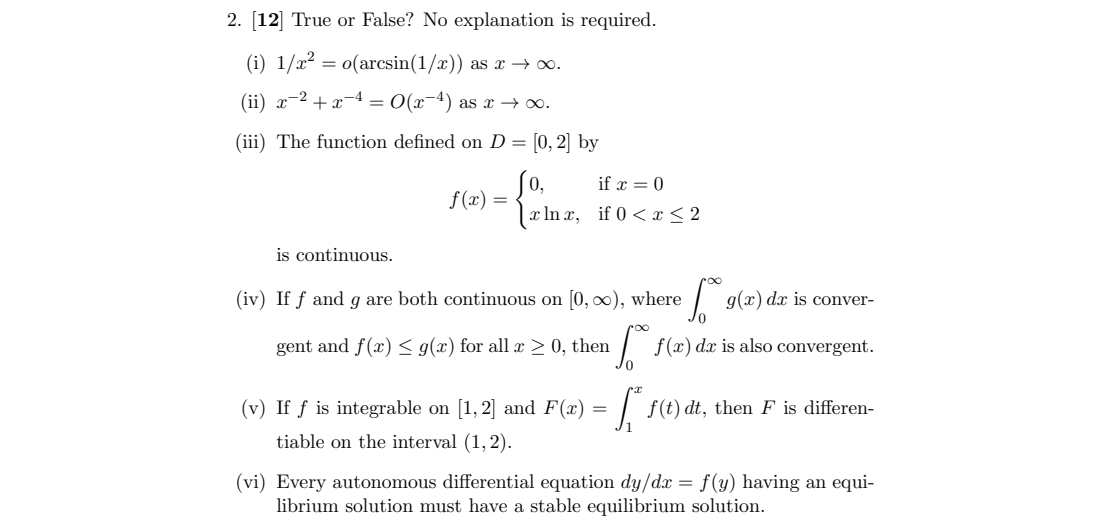 2. [12] True or False? No explanation is required.
(i) 1/x² = o(arcsin(1/x)) as x → ∞.
(ii) x⁻² + x⁻⁴ = O(x⁻⁴) as x → ∞.
(iii) The function defined on D = [0, 2] by
f(x) = { 0, if x = 0
x ln x, if 0 < x ≤ 2
is continuous.
(iv) If f and g are both continuous on [0, ∞), where ∫₀^∞ g(x) dx is conver-
gent and f(x) ≤ g(x) for all x ≥ 0, then ∫₀^∞ f(x) dx is also convergent.
(v) If f is integrable on [1, 2] and F(x) = ∫₁^x f(t) dt, then F is differen-
tiable on the interval (1, 2).
(vi) Every autonomous differential equation dy/dx = f(y) having an equi-
librium solution must have a stable equilibrium solution.